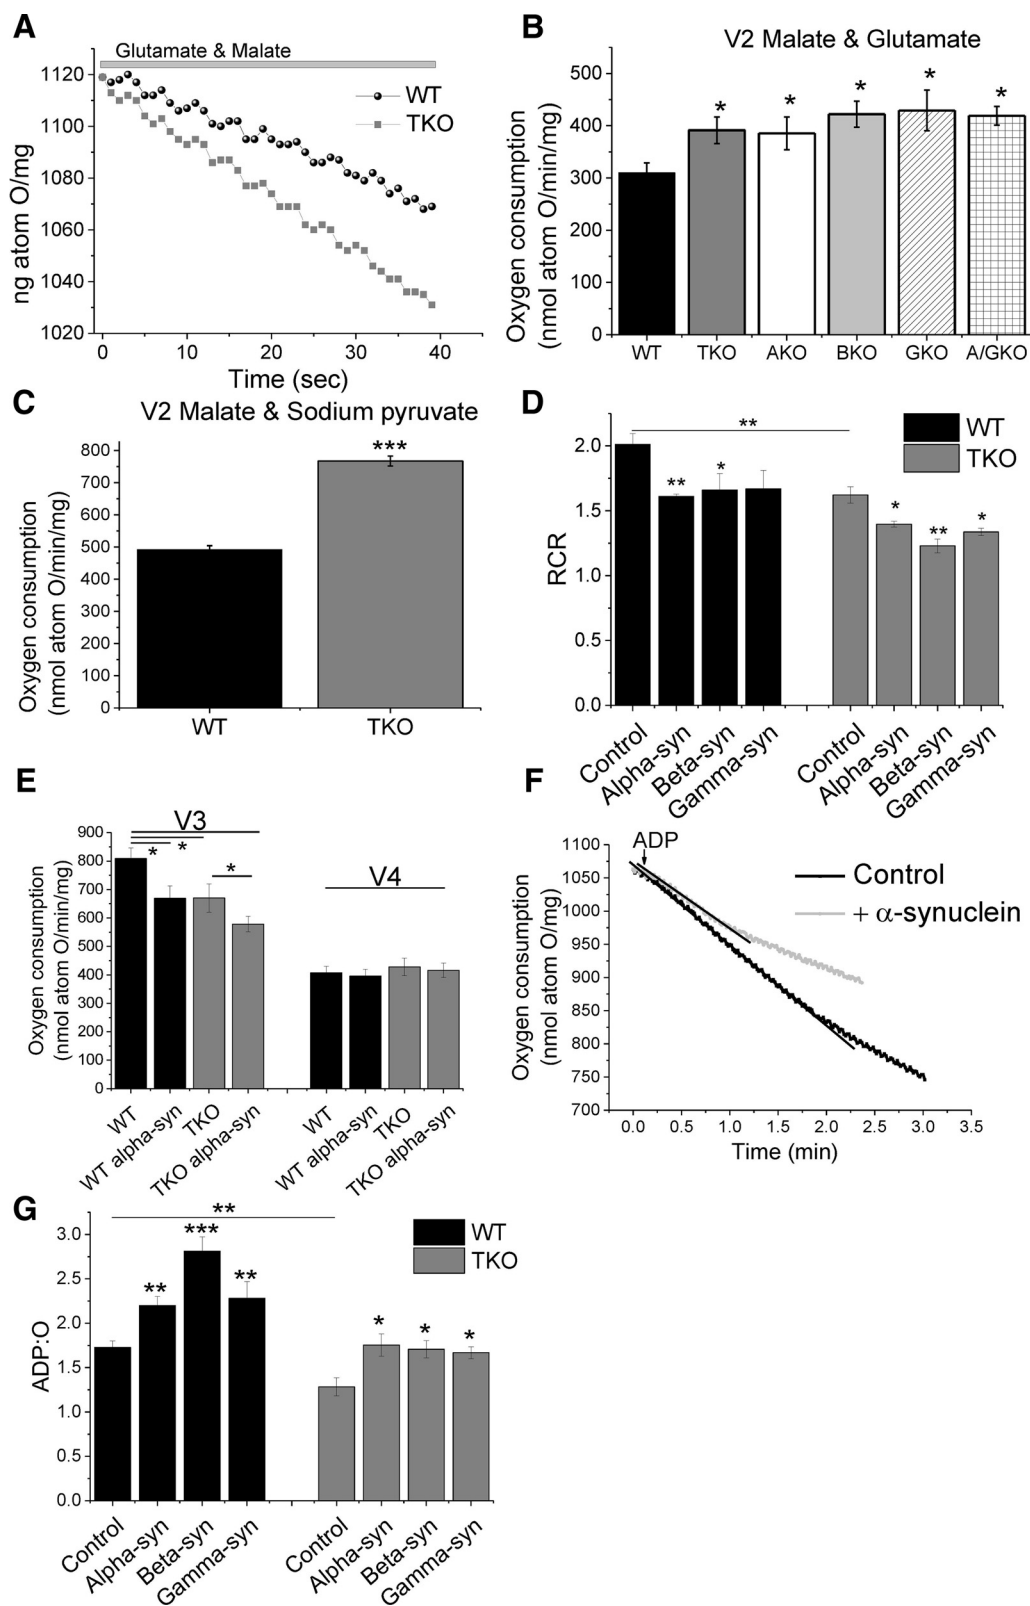 A
Glutamate & Malate
WT
TKO
1120
1100
1080
1060
1040
1020
ng atom O/mg
0
10
20
30
40
Time (sec)
B
V2 Malate & Glutamate
Oxygen consumption
(nmol atom O/min/mg)
500
400
300
200
100
0
*
*
*
*
*
WT
TKO
AKO
BKO
GKO
A/GKO
C
V2 Malate & Sodium pyruvate
Oxygen consumption
(nmol atom O/min/mg)
800
700
600
500
400
300
200
100
0
***
WT
TKO
D
WT
TKO
RCR
2.0
1.5
1.0
0.5
0.0
**
**
*
*
**
*
Control
Alpha-syn
Beta-syn
Gamma-syn
Control
Alpha-syn
Beta-syn
Gamma-syn
E
V3
V4
Oxygen consumption
(nmol atom O/min/mg)
900
800
700
600
500
400
300
200
100
0
*
*
*
WT
WT alpha-syn
TKO
TKO alpha-syn
WT
WT alpha-syn
TKO
TKO alpha-syn
F
ADP
Control
+ α-synuclein
Oxygen consumption
(nmol atom O/mg)
1100
1050
1000
950
900
850
800
750
700
0.0
0.5
1.0
1.5
2.0
2.5
3.0
3.5
Time (min)
G
WT
TKO
ADP:O
3.0
2.5
2.0
1.5
1.0
0.5
0.0
**
**
***
**
*
*
*
Control
Alpha-syn
Beta-syn
Gamma-syn
Control
Alpha-syn
Beta-syn
Gamma-syn